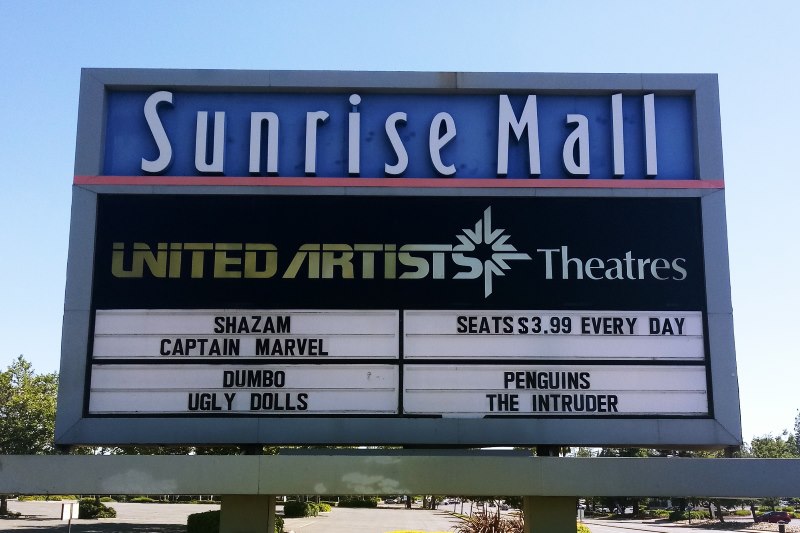 Sunrise Mall
UNITED ARTISTS Theatres
SHAZAM
CAPTAIN MARVEL
SEATS $3.99 EVERY DAY
DUMBO
UGLY DOLLS
PENGUINS
THE INTRUDER